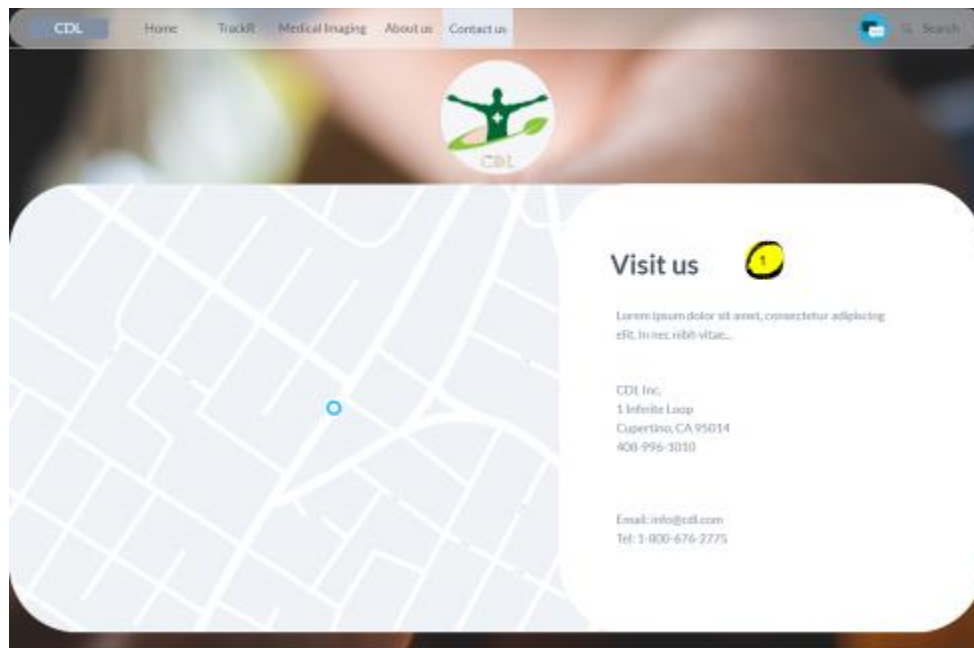 CDL Home TrackR Medical Imaging About us Contact us Search
CDL
Visit us 1
Lorem ipsum dolor sit amet, consectetur adipiscing
elit. In nec nibh vitae...
CDL Inc,
1 Infinite Loop
Cupertino, CA 95014
408-996-1010
Email: info@cdl.com
Tel: 1-800-676-2775